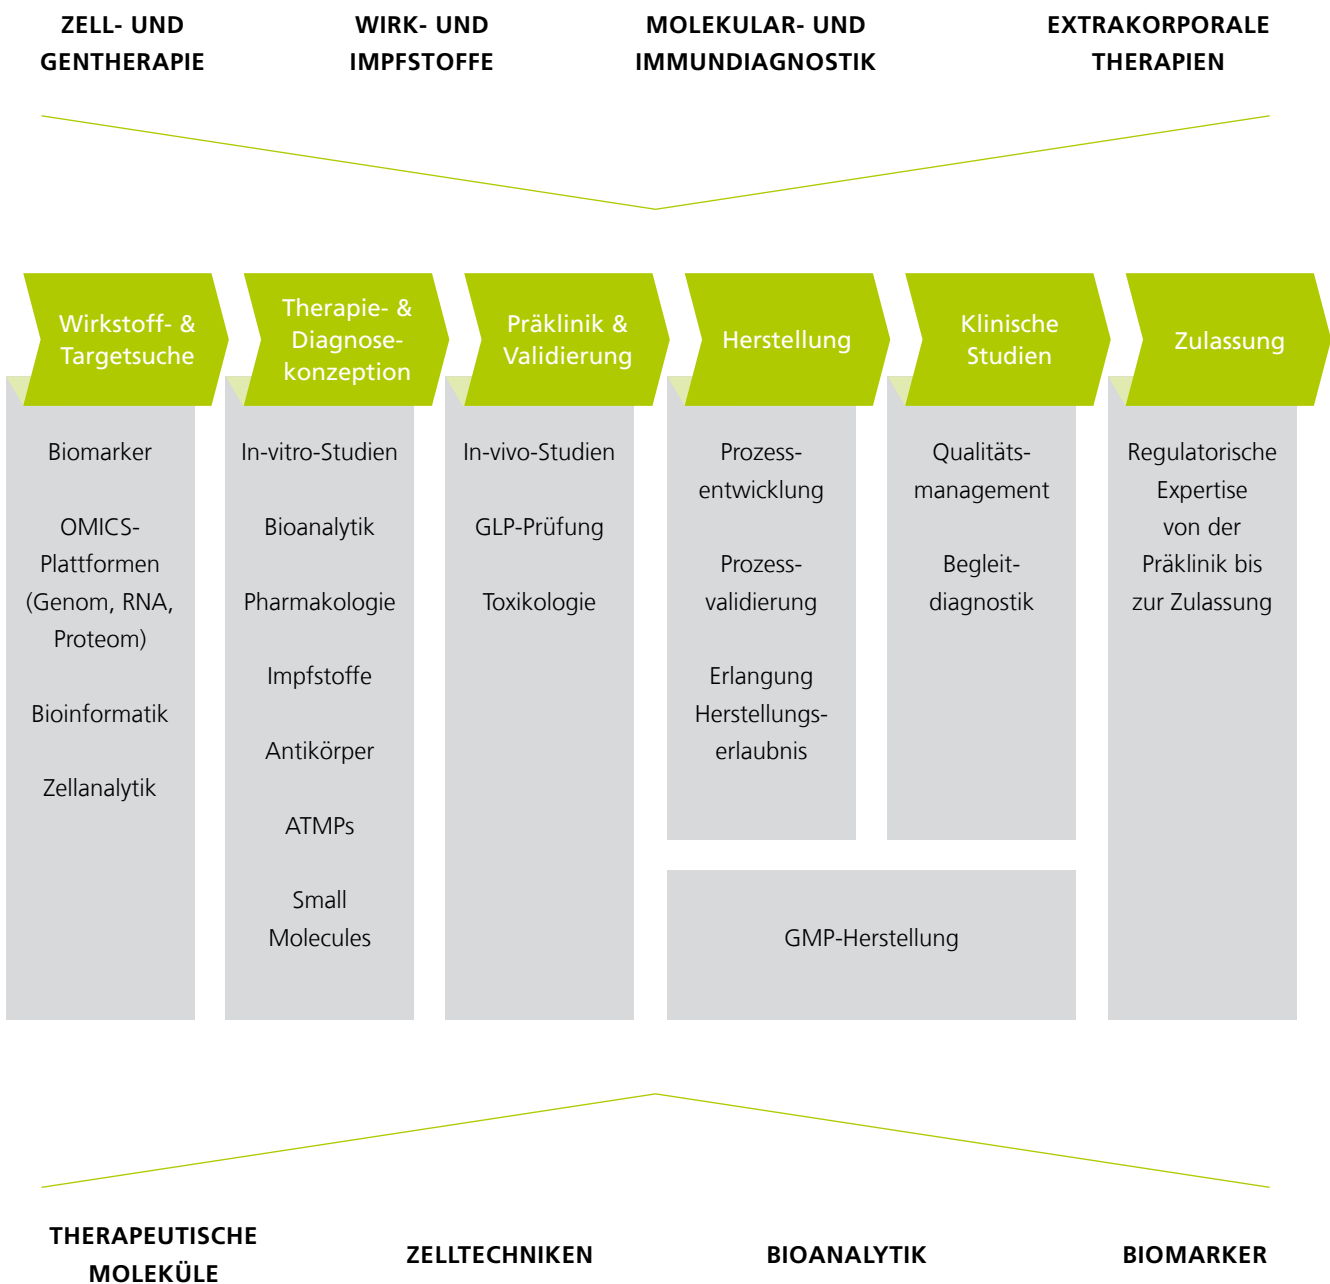 ZELL- UND
GENTHERAPIE
WIRK- UND
IMPFSTOFFE
MOLEKULAR- UND
IMMUNDIAGNOSTIK
EXTRAKORPORALE
THERAPIEN
Wirkstoff- &
Targetsuche
Therapie- &
Diagnose-
konzeption
Präklinik &
Validierung
Herstellung
Klinische
Studien
Zulassung
Biomarker
OMICS-
Plattformen
(Genom, RNA,
Proteom)
Bioinformatik
Zellanalytik
In-vitro-Studien
Bioanalytik
Pharmakologie
Impfstoffe
Antikörper
ATMPs
Small
Molecules
In-vivo-Studien
GLP-Prüfung
Toxikologie
Prozess-
entwicklung
Prozess-
validierung
Erlangung
Herstellungs-
erlaubnis
Qualitäts-
management
Begleit-
diagnostik
GMP-Herstellung
Regulatorische
Expertise
von der
Präklinik bis
zur Zulassung
THERAPEUTISCHE
MOLEKÜLE
ZELLTECHNIKEN
BIOANALYTIK
BIOMARKER